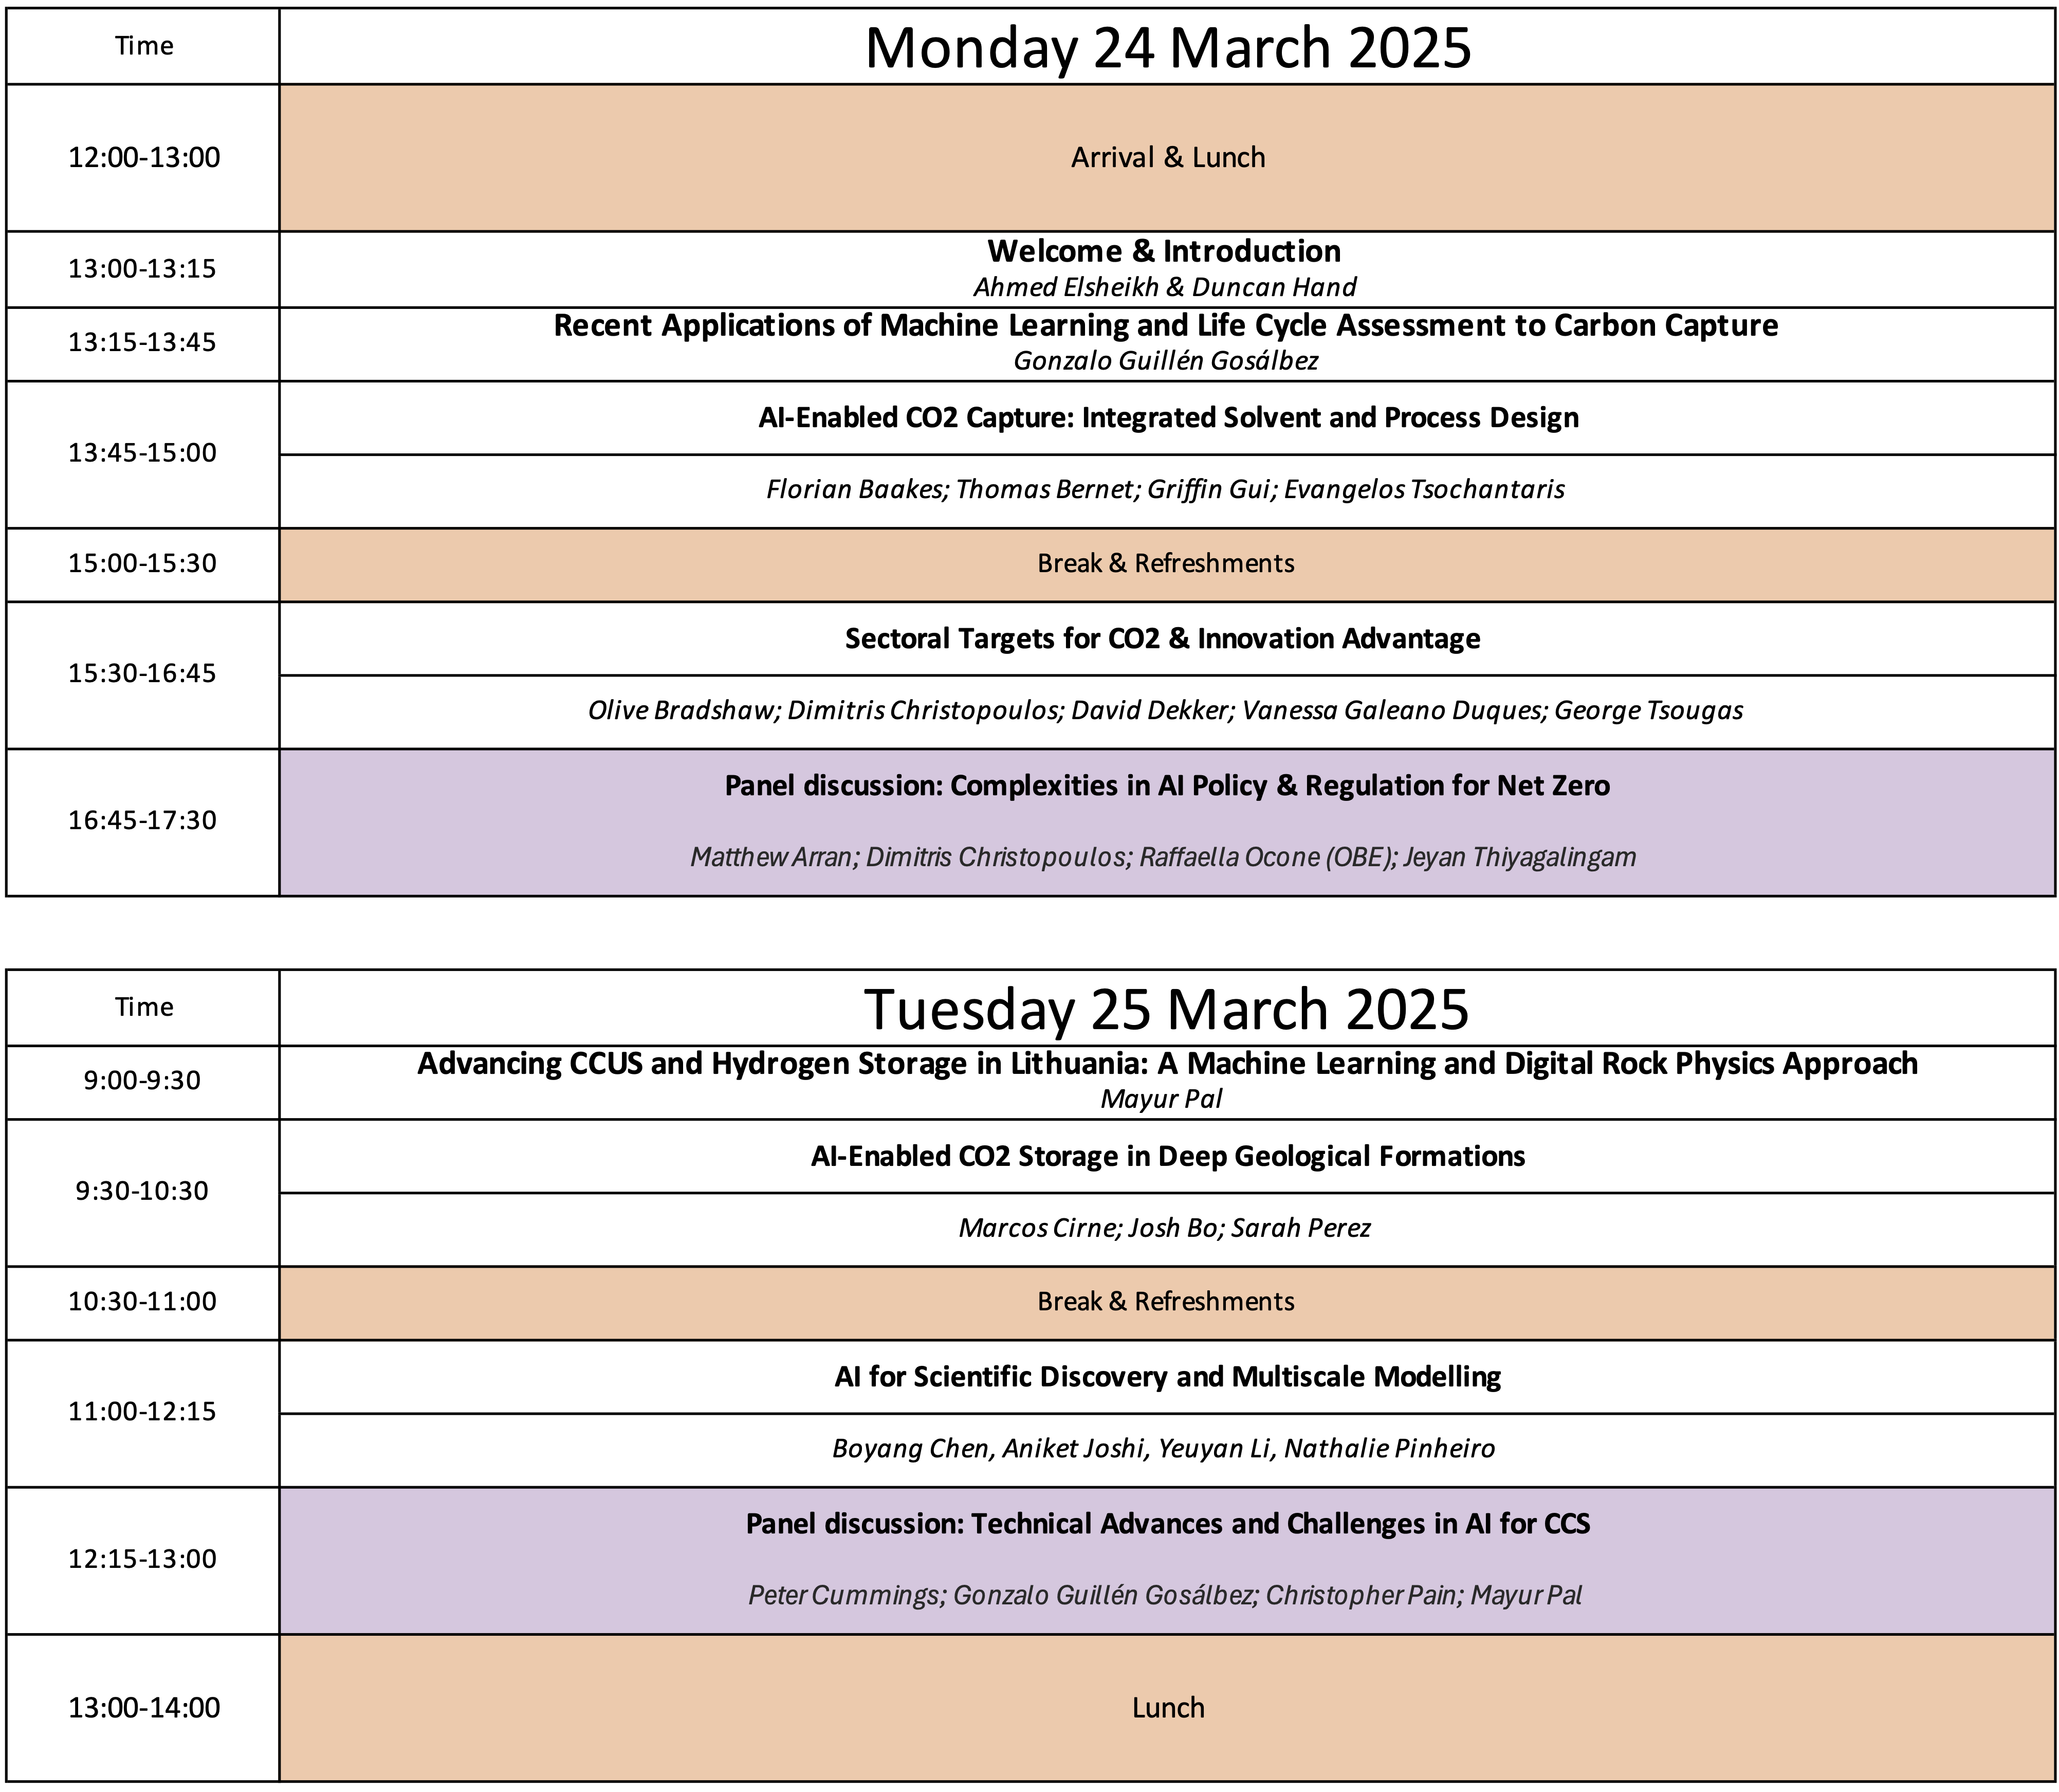 Time
Monday 24 March 2025
12:00-13:00
Arrival & Lunch
13:00-13:15
Welcome & Introduction
Ahmed Elsheikh & Duncan Hand
13:15-13:45
Recent Applications of Machine Learning and Life Cycle Assessment to Carbon Capture
Gonzalo Guillén Gosálbez
13:45-15:00
AI-Enabled CO2 Capture: Integrated Solvent and Process Design
Florian Baakes; Thomas Bernet; Griffin Gui; Evangelos Tsochantaris
15:00-15:30
Break & Refreshments
15:30-16:45
Sectoral Targets for CO2 & Innovation Advantage
Olive Bradshaw; Dimitris Christopoulos; David Dekker; Vanessa Galeano Duques; George Tsougas
16:45-17:30
Panel discussion: Complexities in AI Policy & Regulation for Net Zero
Matthew Arran; Dimitris Christopoulos; Raffaella Ocone (OBE); Jeyan Thiyagalingam
Time
Tuesday 25 March 2025
9:00-9:30
Advancing CCUS and Hydrogen Storage in Lithuania: A Machine Learning and Digital Rock Physics Approach
Mayur Pal
9:30-10:30
AI-Enabled CO2 Storage in Deep Geological Formations
Marcos Cirne; Josh Bo; Sarah Perez
10:30-11:00
Break & Refreshments
11:00-12:15
AI for Scientific Discovery and Multiscale Modelling
Boyang Chen, Aniket Joshi, Yeuyan Li, Nathalie Pinheiro
12:15-13:00
Panel discussion: Technical Advances and Challenges in AI for CCS
Peter Cummings; Gonzalo Guillén Gosálbez; Christopher Pain; Mayur Pal
13:00-14:00
Lunch